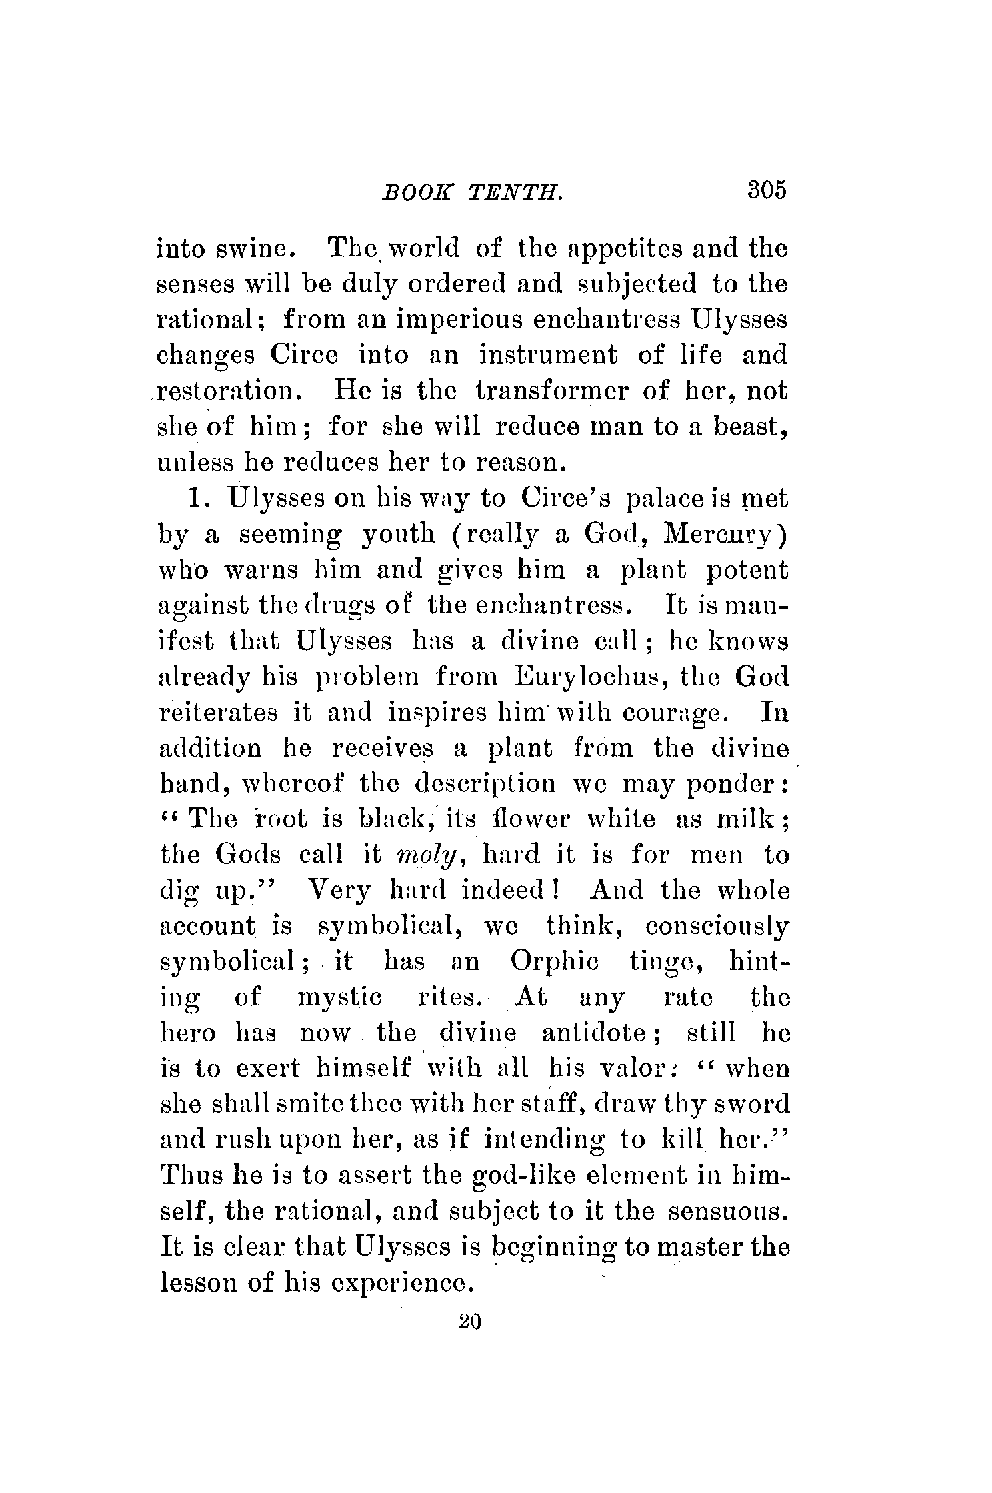 BOOK TENTH. 305
into swine. The world of the appetites and the
senses will be duly ordered and subjected to the
rational; from an imperious enchantress Ulysses
changes Circe into an instrument of life and
restoration. He is the transformer of her, not
she of him; for she will reduce man to a beast,
unless he reduces her to reason.
1. Ulysses on his way to Circe's palace is met
by a seeming youth (really a God, Mercury)
who warns him and gives him a plant potent
against the drugs of the enchantress. It is man-
ifest that Ulysses has a divine call; he knows
already his problem from Eurylochus, the God
reiterates it and inspires him with courage. In
addition he receives a plant from the divine
hand, whereof the description we may ponder:
“ The root is black, its flower white as milk;
the Gods call it moly, hard it is for men to
dig up.” Very hard indeed! And the whole
account is symbolical, we think, consciously
symbolical; it has an Orphic tinge, hint-
ing of mystic rites. At any rate the
hero has now the divine antidote; still he
is to exert himself with all his valor: “ when
she shall smite thee with her staff, draw thy sword
and rush upon her, as if intending to kill her.”
Thus he is to assert the god-like element in him-
self, the rational, and subject to it the sensuous.
It is clear that Ulysses is beginning to master the
lesson of his experience.
20